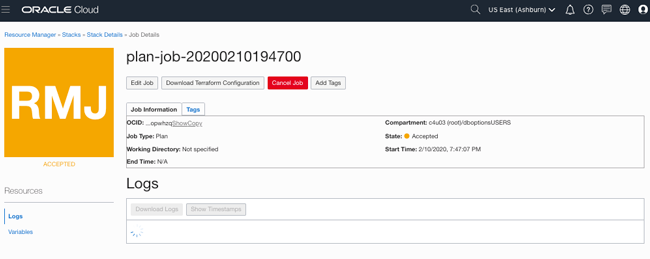 ORACLE Cloud
US East (Ashburn)
Resource Manager » Stacks » Stack Details » Job Details
RMJ
ACCEPTED
plan-job-20200210194700
Edit Job
Download Terraform Configuration
Cancel Job
Add Tags
Job Information
Tags
OCID: ...opwhzqShowCopy
Compartment: c4u03 (root)/dboptionsUSERS
Job Type: Plan
State: Accepted
Working Directory: Not specified
Start Time: 2/10/2020, 7:47:07 PM
End Time: N/A
Resources
Logs
Variables
Logs
Download Logs
Show Timestamps